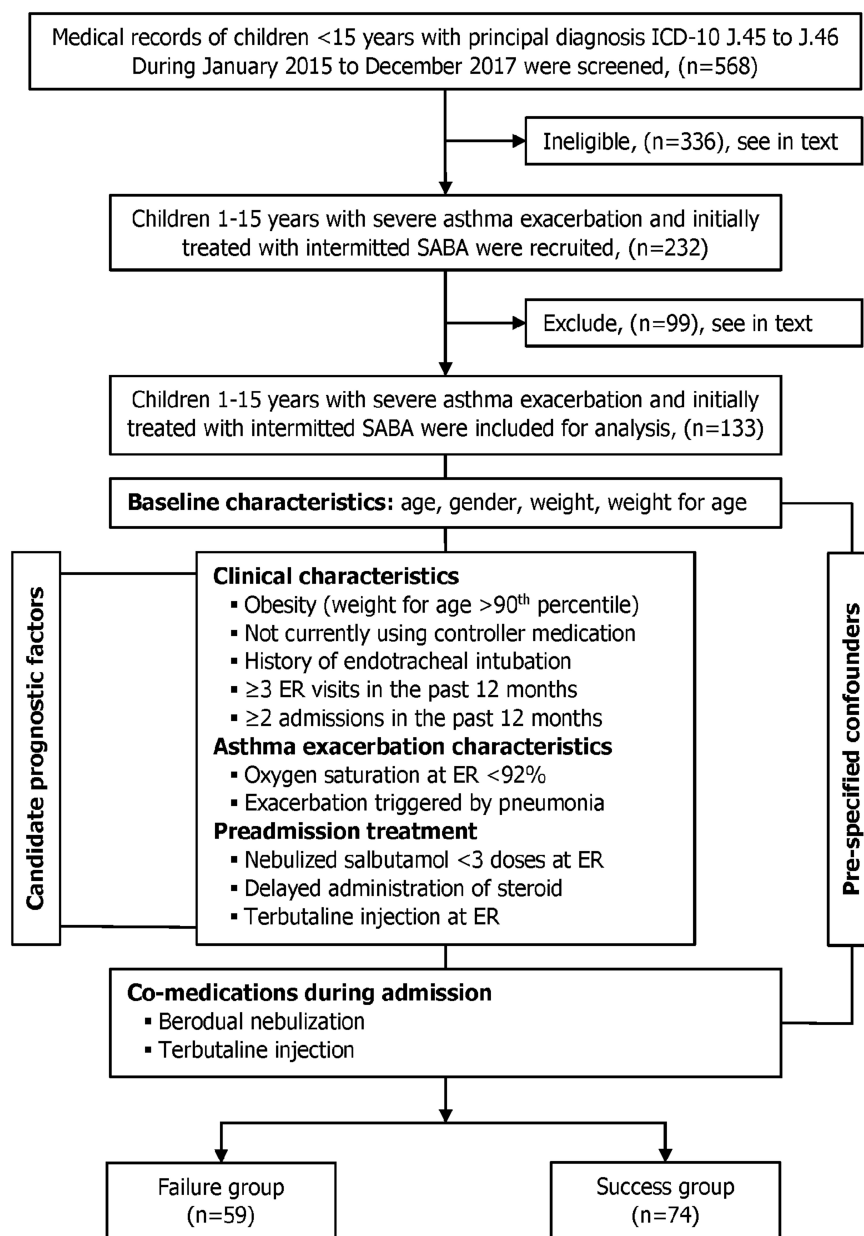 Medical records of children <15 years with principal diagnosis ICD-10 J.45 to J.46
During January 2015 to December 2017 were screened, (n=568)
Ineligible, (n=336), see in text
Children 1-15 years with severe asthma exacerbation and initially
treated with intermitted SABA were recruited, (n=232)
Exclude, (n=99), see in text
Children 1-15 years with severe asthma exacerbation and initially
treated with intermitted SABA were included for analysis, (n=133)
Baseline characteristics: age, gender, weight, weight for age
Candidate prognostic factors
Clinical characteristics
▪ Obesity (weight for age >90th percentile)
▪ Not currently using controller medication
▪ History of endotracheal intubation
▪ ≥3 ER visits in the past 12 months
▪ ≥2 admissions in the past 12 months
Asthma exacerbation characteristics
▪ Oxygen saturation at ER <92%
▪ Exacerbation triggered by pneumonia
Preadmission treatment
▪ Nebulized salbutamol <3 doses at ER
▪ Delayed administration of steroid
▪ Terbutaline injection at ER
Pre-specified confounders
Co-medications during admission
▪ Berodual nebulization
▪ Terbutaline injection
Failure group
(n=59)
Success group
(n=74)